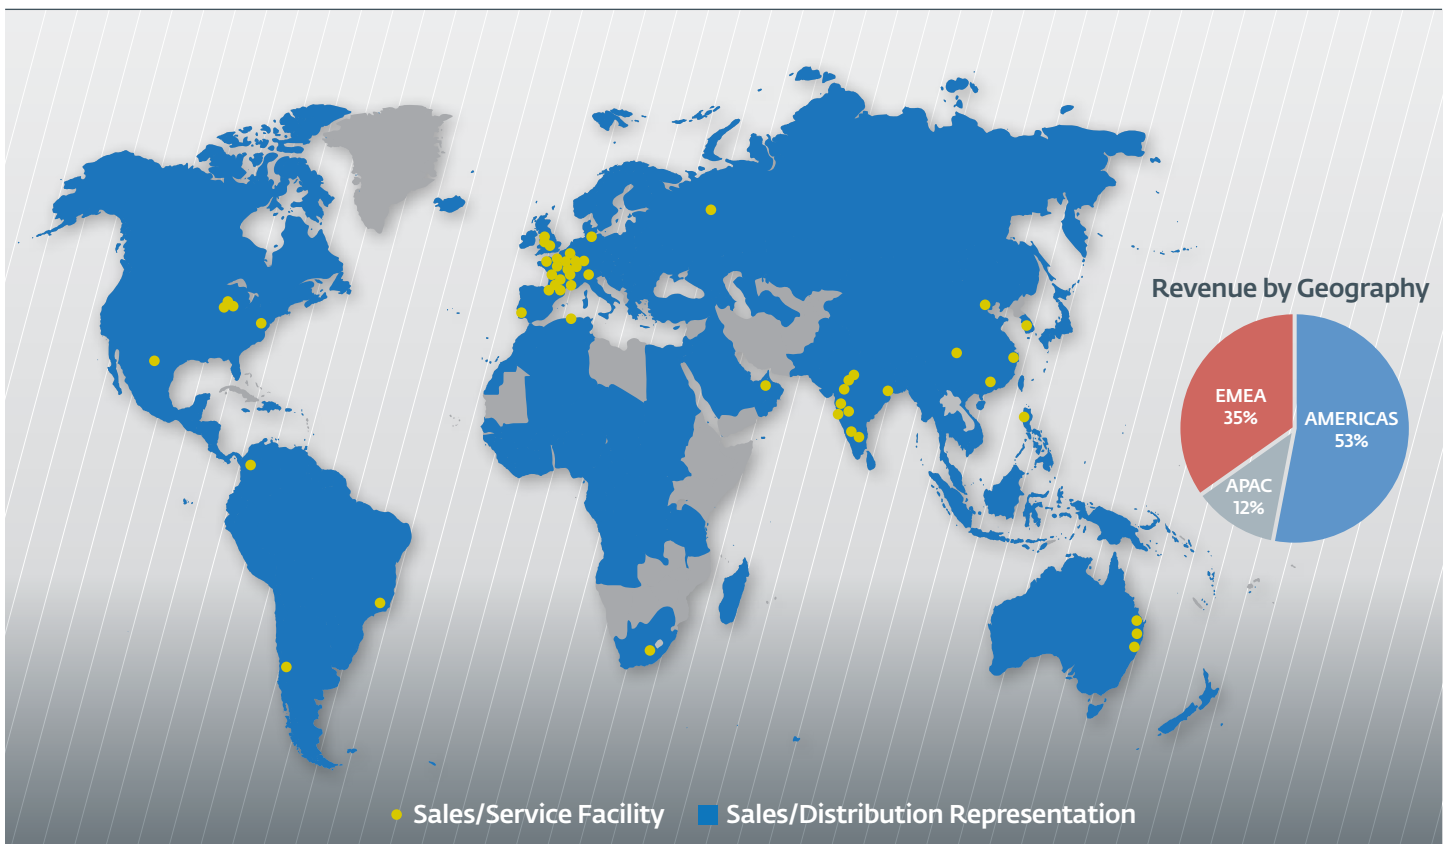 Revenue by Geography
EMEA
35%
AMERICAS
53%
APAC
12%
Sales/Service Facility
Sales/Distribution Representation